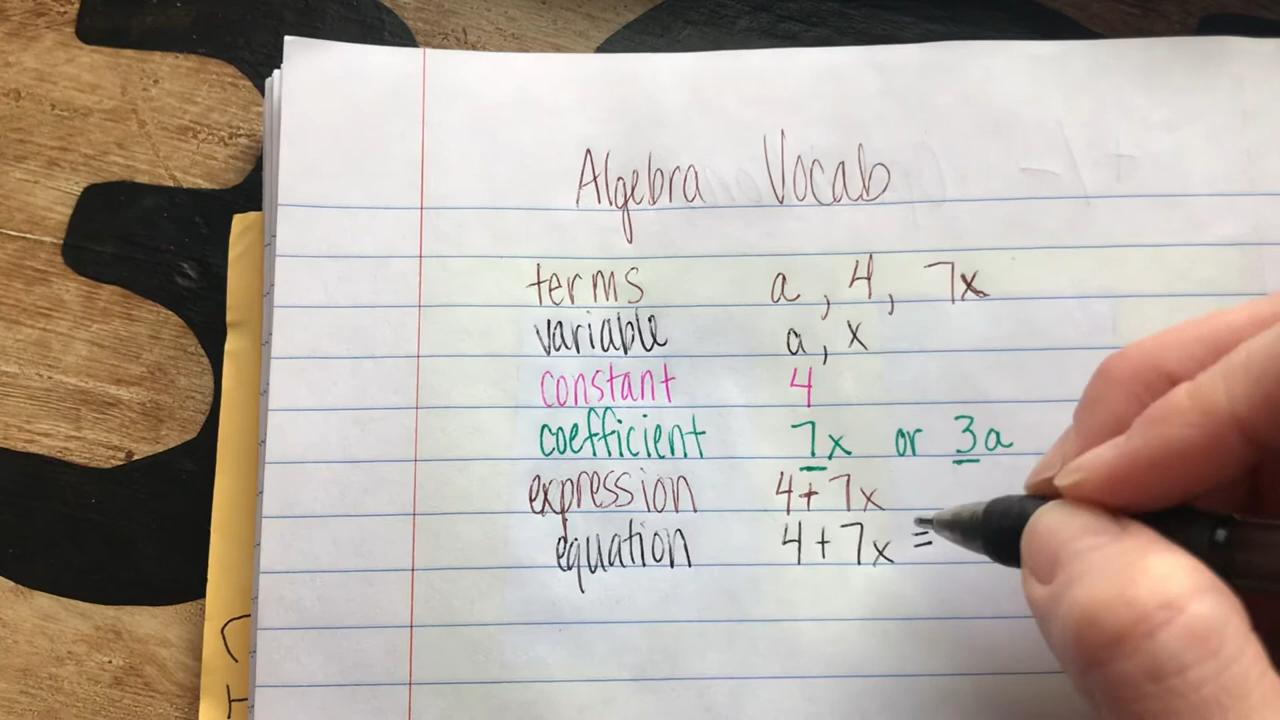 Algebra Vocab
terms a, 4, 7x
variable a, x
constant 4
coefficient 7x or 3a
expression 4+7x
equation 4+7x =